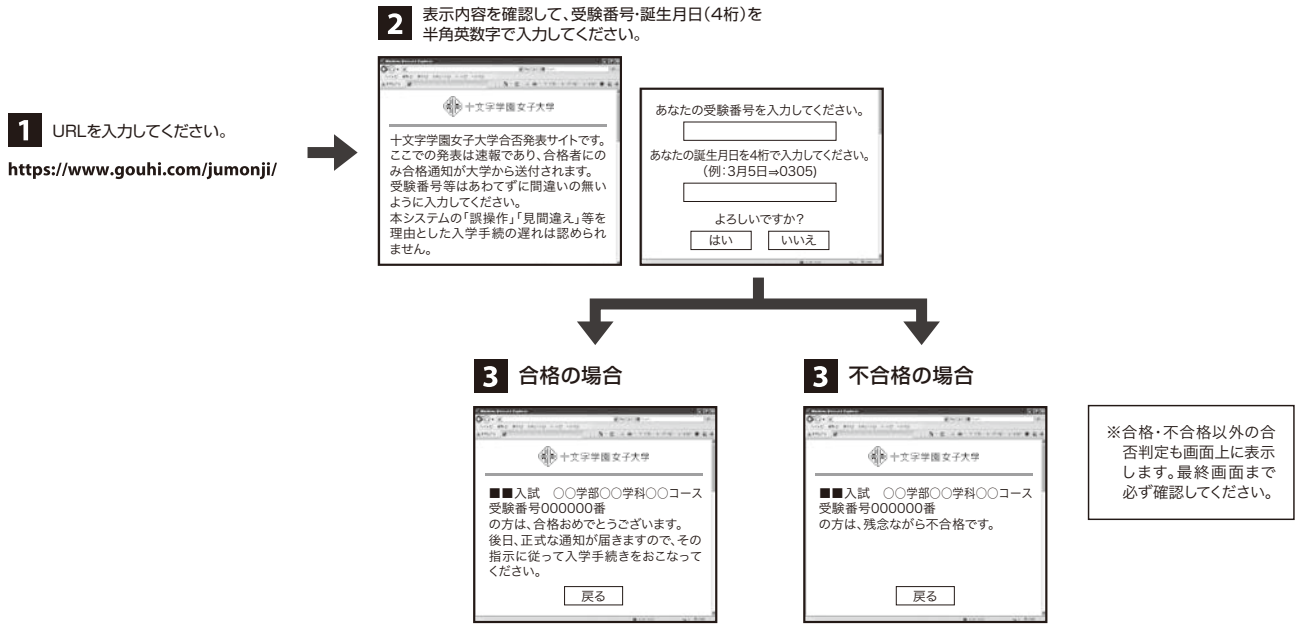 1 URLを入力してください。
https://www.gouhi.com/jumonji/
2 表示内容を確認して、受験番号・誕生月日(4桁)を
半角英数字で入力してください。
十文字学園女子大学
十文字学園女子大学合否発表サイトです。
ここでの発表は速報であり、合格者にの
み合格通知が大学から送付されます。
受験番号等はあわてずに間違いの無い
ように入力してください。
本システムの「誤操作」「見間違え」等を
理由とした入学手続の遅れは認められ
ません。
あなたの受験番号を入力してください。
あなたの誕生月日を4桁で入力してください。
(例:3月5日⇒0305)
よろしいですか?
はい いいえ
3 合格の場合
十文字学園女子大学
■■入試 ○○学部○○学科○○コース
受験番号000000番
の方は、合格おめでとうございます。
後日、正式な通知が届きますので、その
指示に従って入学手続きをおこなって
ください。
戻る
3 不合格の場合
十文字学園女子大学
■■入試 ○○学部○○学科○○コース
受験番号000000番
の方は、残念ながら不合格です。
戻る
※合格・不合格以外の合
否判定も画面上に表示
します。最終画面まで
必ず確認してください。